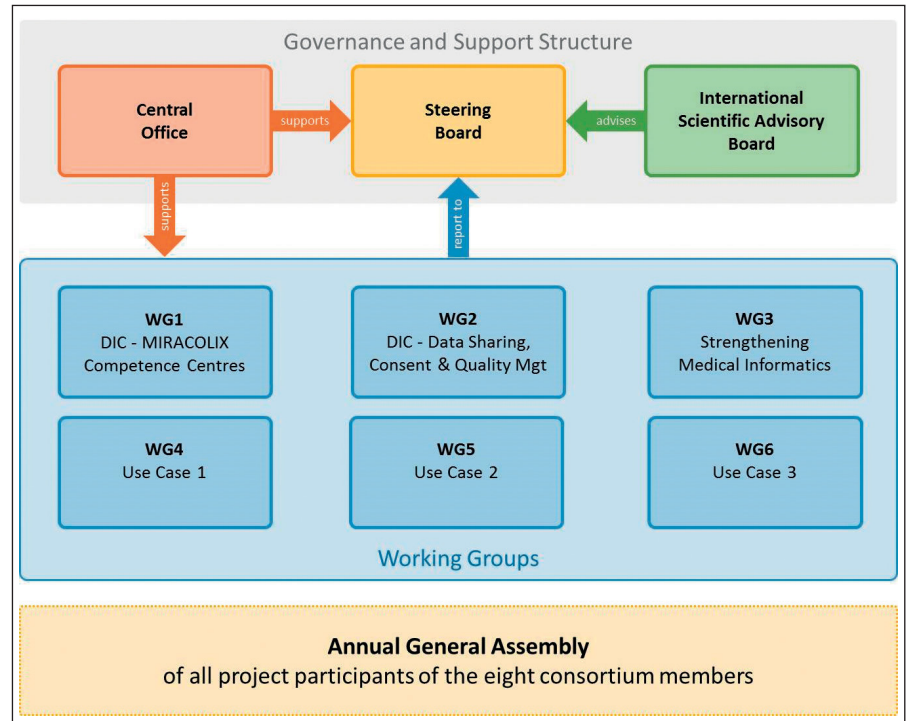 Governance and Support Structure
Central
Office
supports
Steering
Board
advises
International
Scientific Advisory
Board
supports
report to
WG1
DIC - MIRACOLIX
Competence Centres
WG2
DIC - Data Sharing,
Consent & Quality Mgt
WG3
Strengthening
Medical Informatics
WG4
Use Case 1
WG5
Use Case 2
WG6
Use Case 3
Working Groups
Annual General Assembly
of all project participants of the eight consortium members